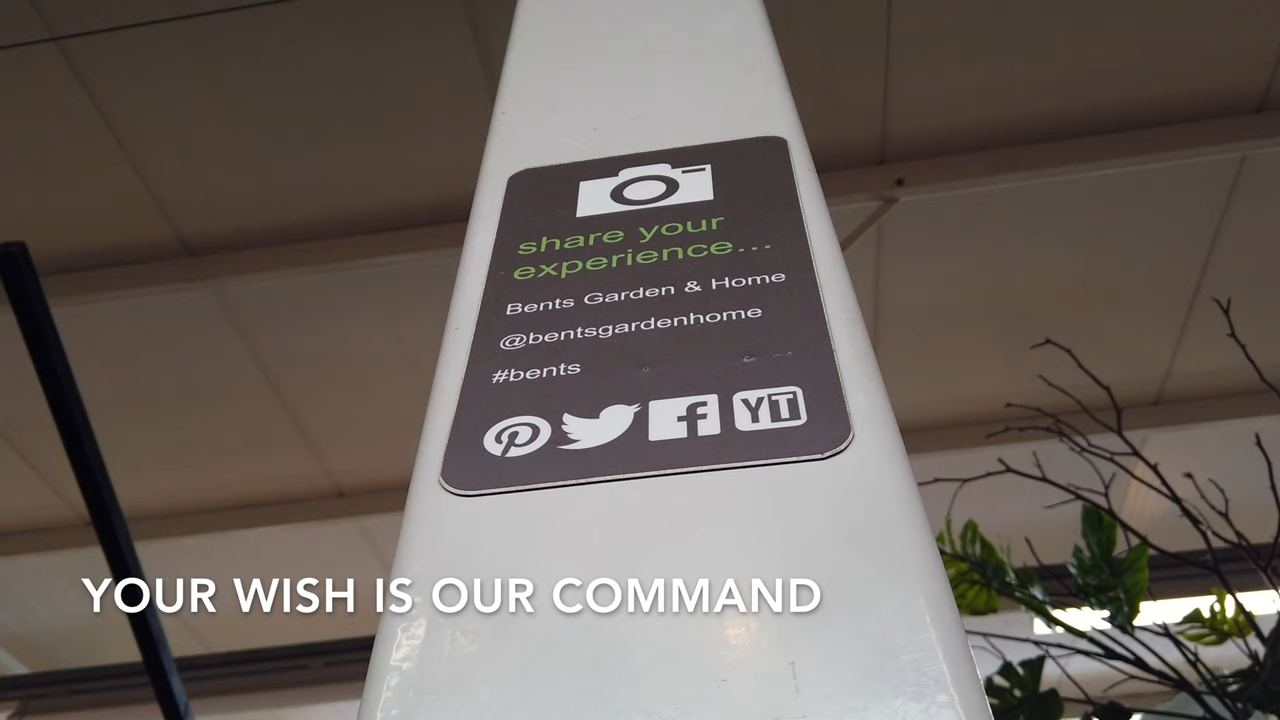 share your
experience...
Bents Garden & Home
@bentsgardenhome
#bents
YT
YOUR WISH IS OUR COMMAND